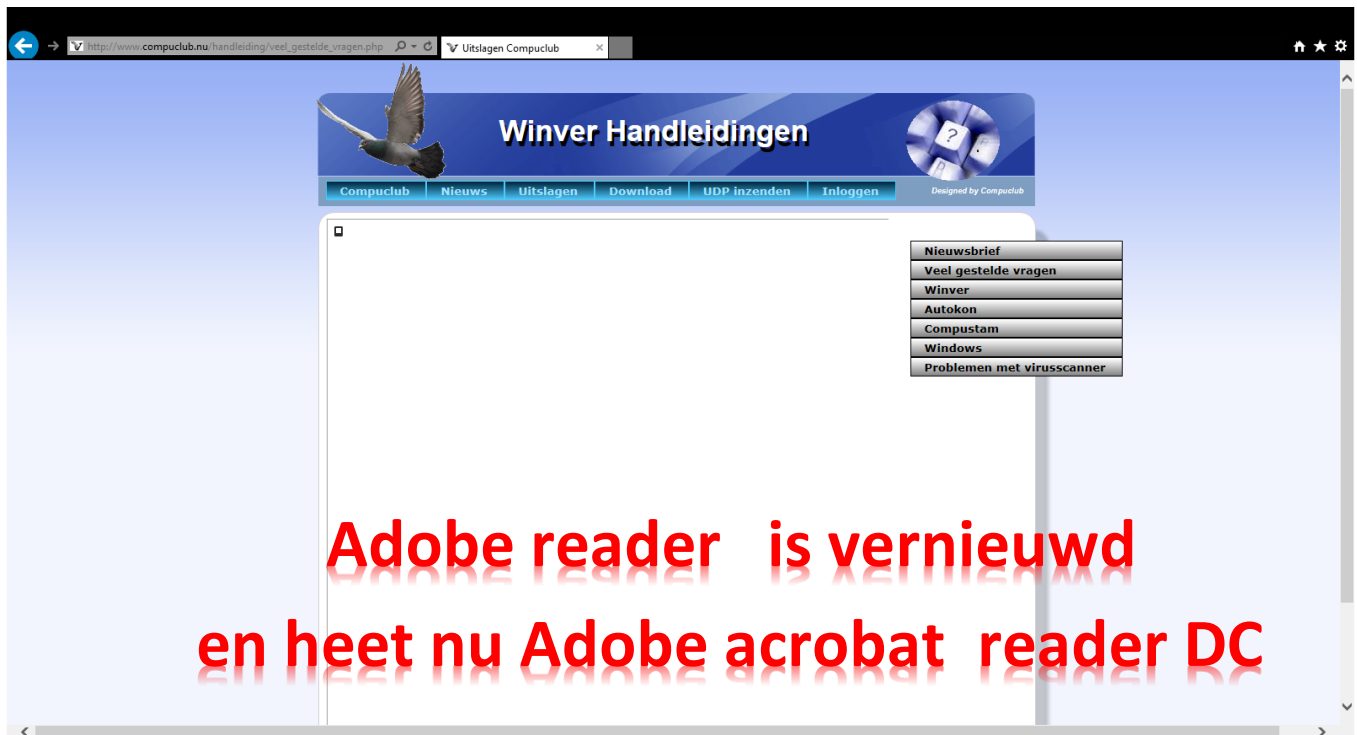 http://www.compuclub.nu/handleiding/veel_gestelde_vragen.php
Uitslagen Compuclub
Winver Handleidingen
?
Compuclub Nieuws Uitslagen Download UDP inzenden Inloggen
Designed by Compuclub
Nieuwsbrief
Veel gestelde vragen
Winver
Autokon
Compustam
Windows
Problemen met virusscanner
Adobe reader is vernieuwd
en heet nu Adobe acrobat reader DC